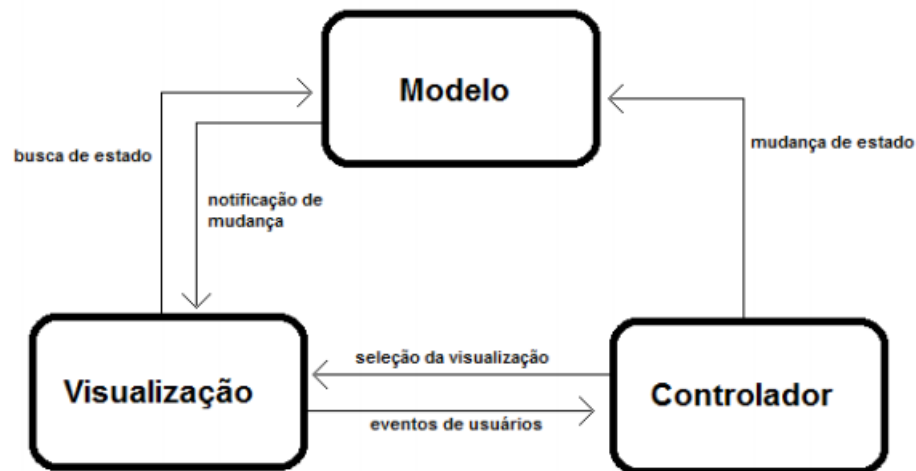 Modelo
busca de estado
mudança de estado
notificação de
mudança
seleção da visualização
Visualização
Controlador
eventos de usuários